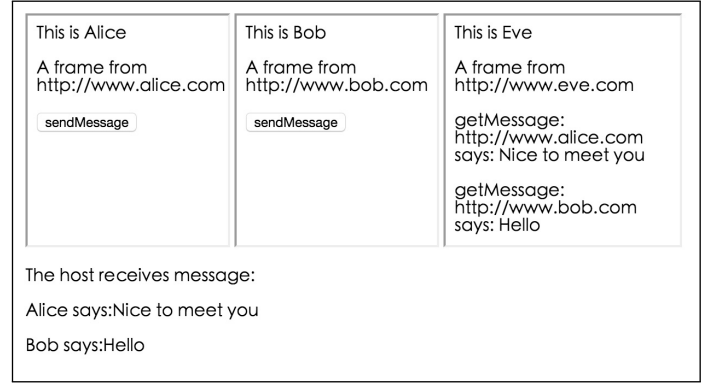 This is Alice
A frame from
http://www.alice.com
sendMessage
This is Bob
A frame from
http://www.bob.com
sendMessage
This is Eve
A frame from
http://www.eve.com
getMessage:
http://www.alice.com
says: Nice to meet you
getMessage:
http://www.bob.com
says: Hello
The host receives message:
Alice says:Nice to meet you
Bob says:Hello